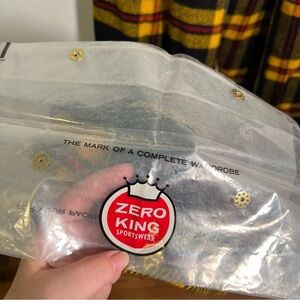 THE MARK OF A COMPLETE WARDROBE
ZERO
KING
SPORTSWEAR